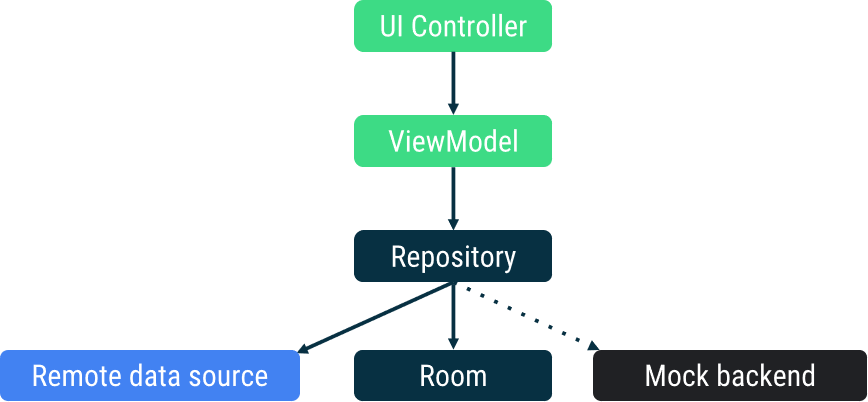 UI Controller
ViewModel
Repository
Remote data source
Room
Mock backend